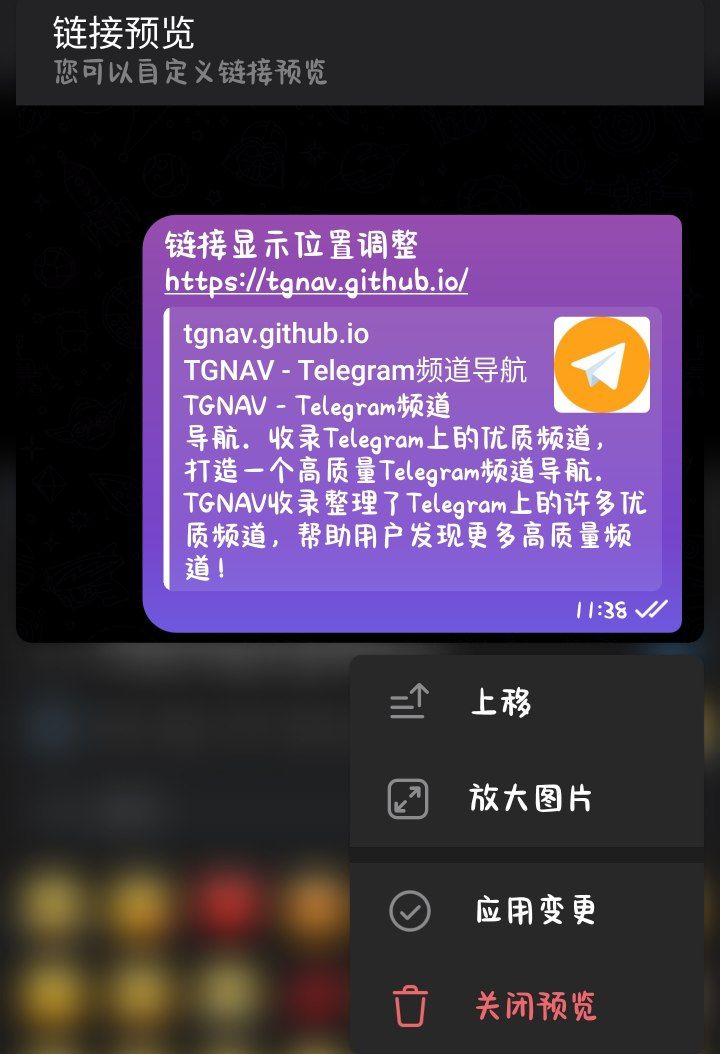 链接预览
您可以自定义链接预览
链接显示位置调整
https://tgnav.github.io/
tgnav.github.io
TGNAV - Telegram频道导航
TGNAV - Telegram频道
导航. 收录Telegram上的优质频道,
打造一个高质量Telegram频道导航.
TGNAV收录整理了Telegram上的许多优
质频道, 帮助用户发现更多高质量频
道!
11:38
上移
放大图片
应用变更
关闭预览